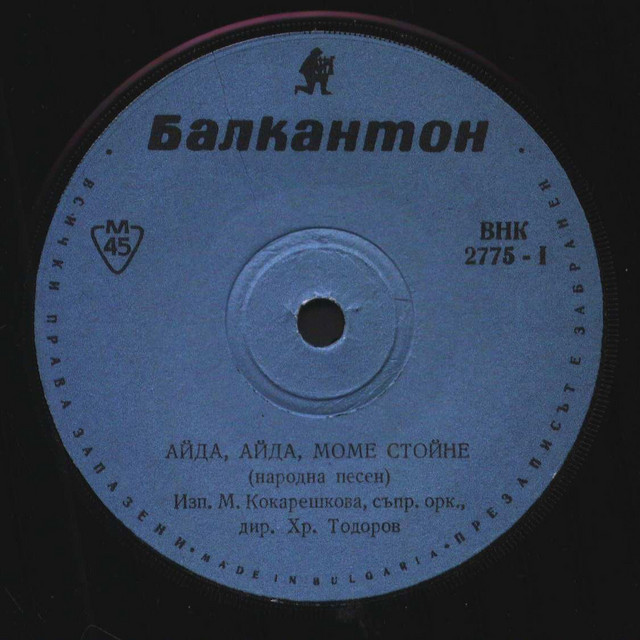 Балкантон
М
45
ВНК
2775 - I
АЙДА, АЙДА, МОМЕ СТОЙНЕ
(народна песен)
Изп. М. Кокарешкова, съпр. орк.,
дир. Хр. Тодоров
• ВСИЧКИ ПРАВА ЗАПАЗЕНИ • MADE IN BULGARIA • ПРЕЗАПИСЪТ Е ЗАБРАНЕН •